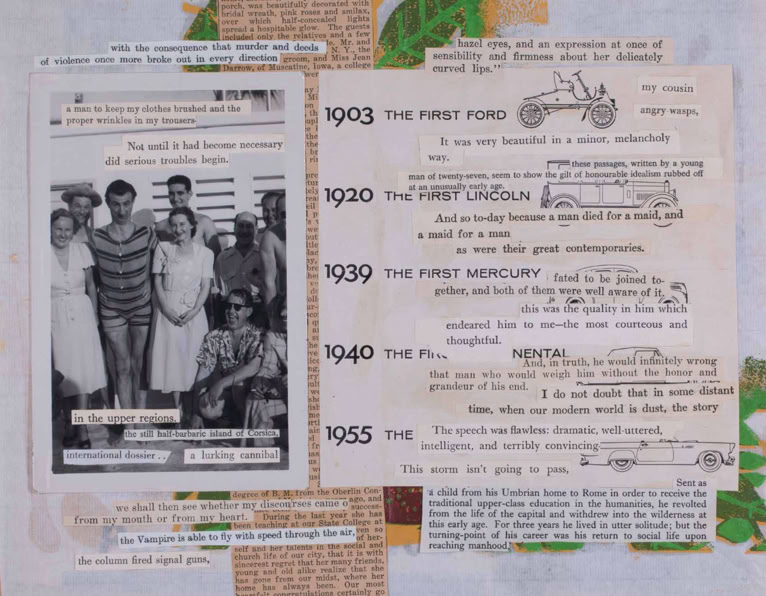 porch, was beautifully decorated with
bridal wreath, pink roses and smilax,
over which half-concealed lights
spread a hospitable glow. The guests
included only the relatives and a few
Mr. and
with the consequence that murder and deeds
N. Y., the
of violence once more broke out in every direction
groom, and Miss Jean
Darrow, of Muscatine, Iowa, a college
a man to keep my clothes brushed and the
proper wrinkles in my trousers
Not until it had become necessary
did serious troubles begin.
in the upper regions.
the still half-barbaric island of Corsica,
international dossier . .
a lurking cannibal
hazel eyes, and an expression at once of
sensibility and firmness about her delicately
curved lips."
my cousin
angry wasps,
1903 THE FIRST FORD
It was very beautiful in a minor, melancholy
way.
these passages, written by a young
man of twenty-seven, seem to show the gilt of honourable idealism rubbed off
at an unusually early age.
1920 THE FIRST LINCOLN
And so to-day because a man died for a maid, and
a maid for a man
as were their great contemporaries.
1939 THE FIRST MERCURY
fated to be joined to-
gether, and both of them were well aware of it.
this was the quality in him which
endeared him to me—the most courteous and
thoughtful.
1940 THE FI NENTAL
And, in truth, he would infinitely wrong
that man who would weigh him without the honor and
grandeur of his end.
I do not doubt that in some distant
time, when our modern world is dust, the story
1955 THE
The speech was flawless: dramatic, well-uttered,
intelligent, and terribly convincing
This storm isn't going to pass,
Sent as
a child from his Umbrian home to Rome in order to receive the
traditional upper-class education in the humanities, he revolted
from the life of the capital and withdrew into the wilderness at
this early age. For three years he lived in utter solitude; but the
turning-point of his career was his return to social life upon
reaching manhood,
degree of B. M. from the Oberlin Con-
ago, and
we shall then see whether my discourses came
success-
from my mouth or from my heart.
During the last year she has
been teaching at our State College at
the Vampire is able to fly with speed through the air,
self and her talents in the social and
church life of our city, that it is with
sincerest regret that her many friends,
the column fired signal guns,
young and old alike realize that she
has gone from our midst, where her
home has always been. Our most
heartfelt congratulations certainly go